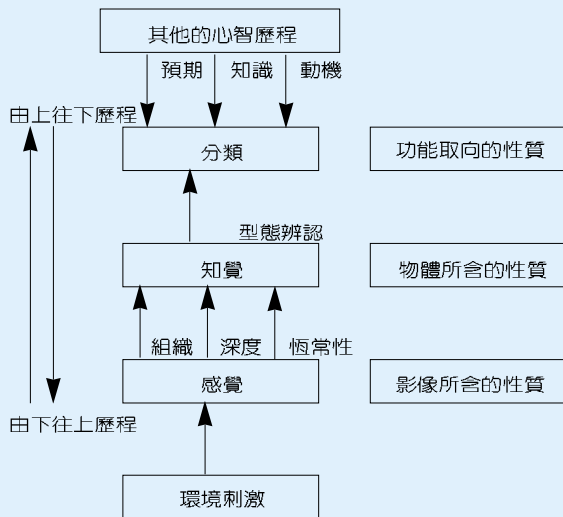 其他的心智歷程
預期 知識 動機
由上往下歷程
分類 功能取向的性質
型態辨認
知覺 物體所含的性質
組織 深度 恆常性
感覺 影像所含的性質
由下往上歷程
環境刺激